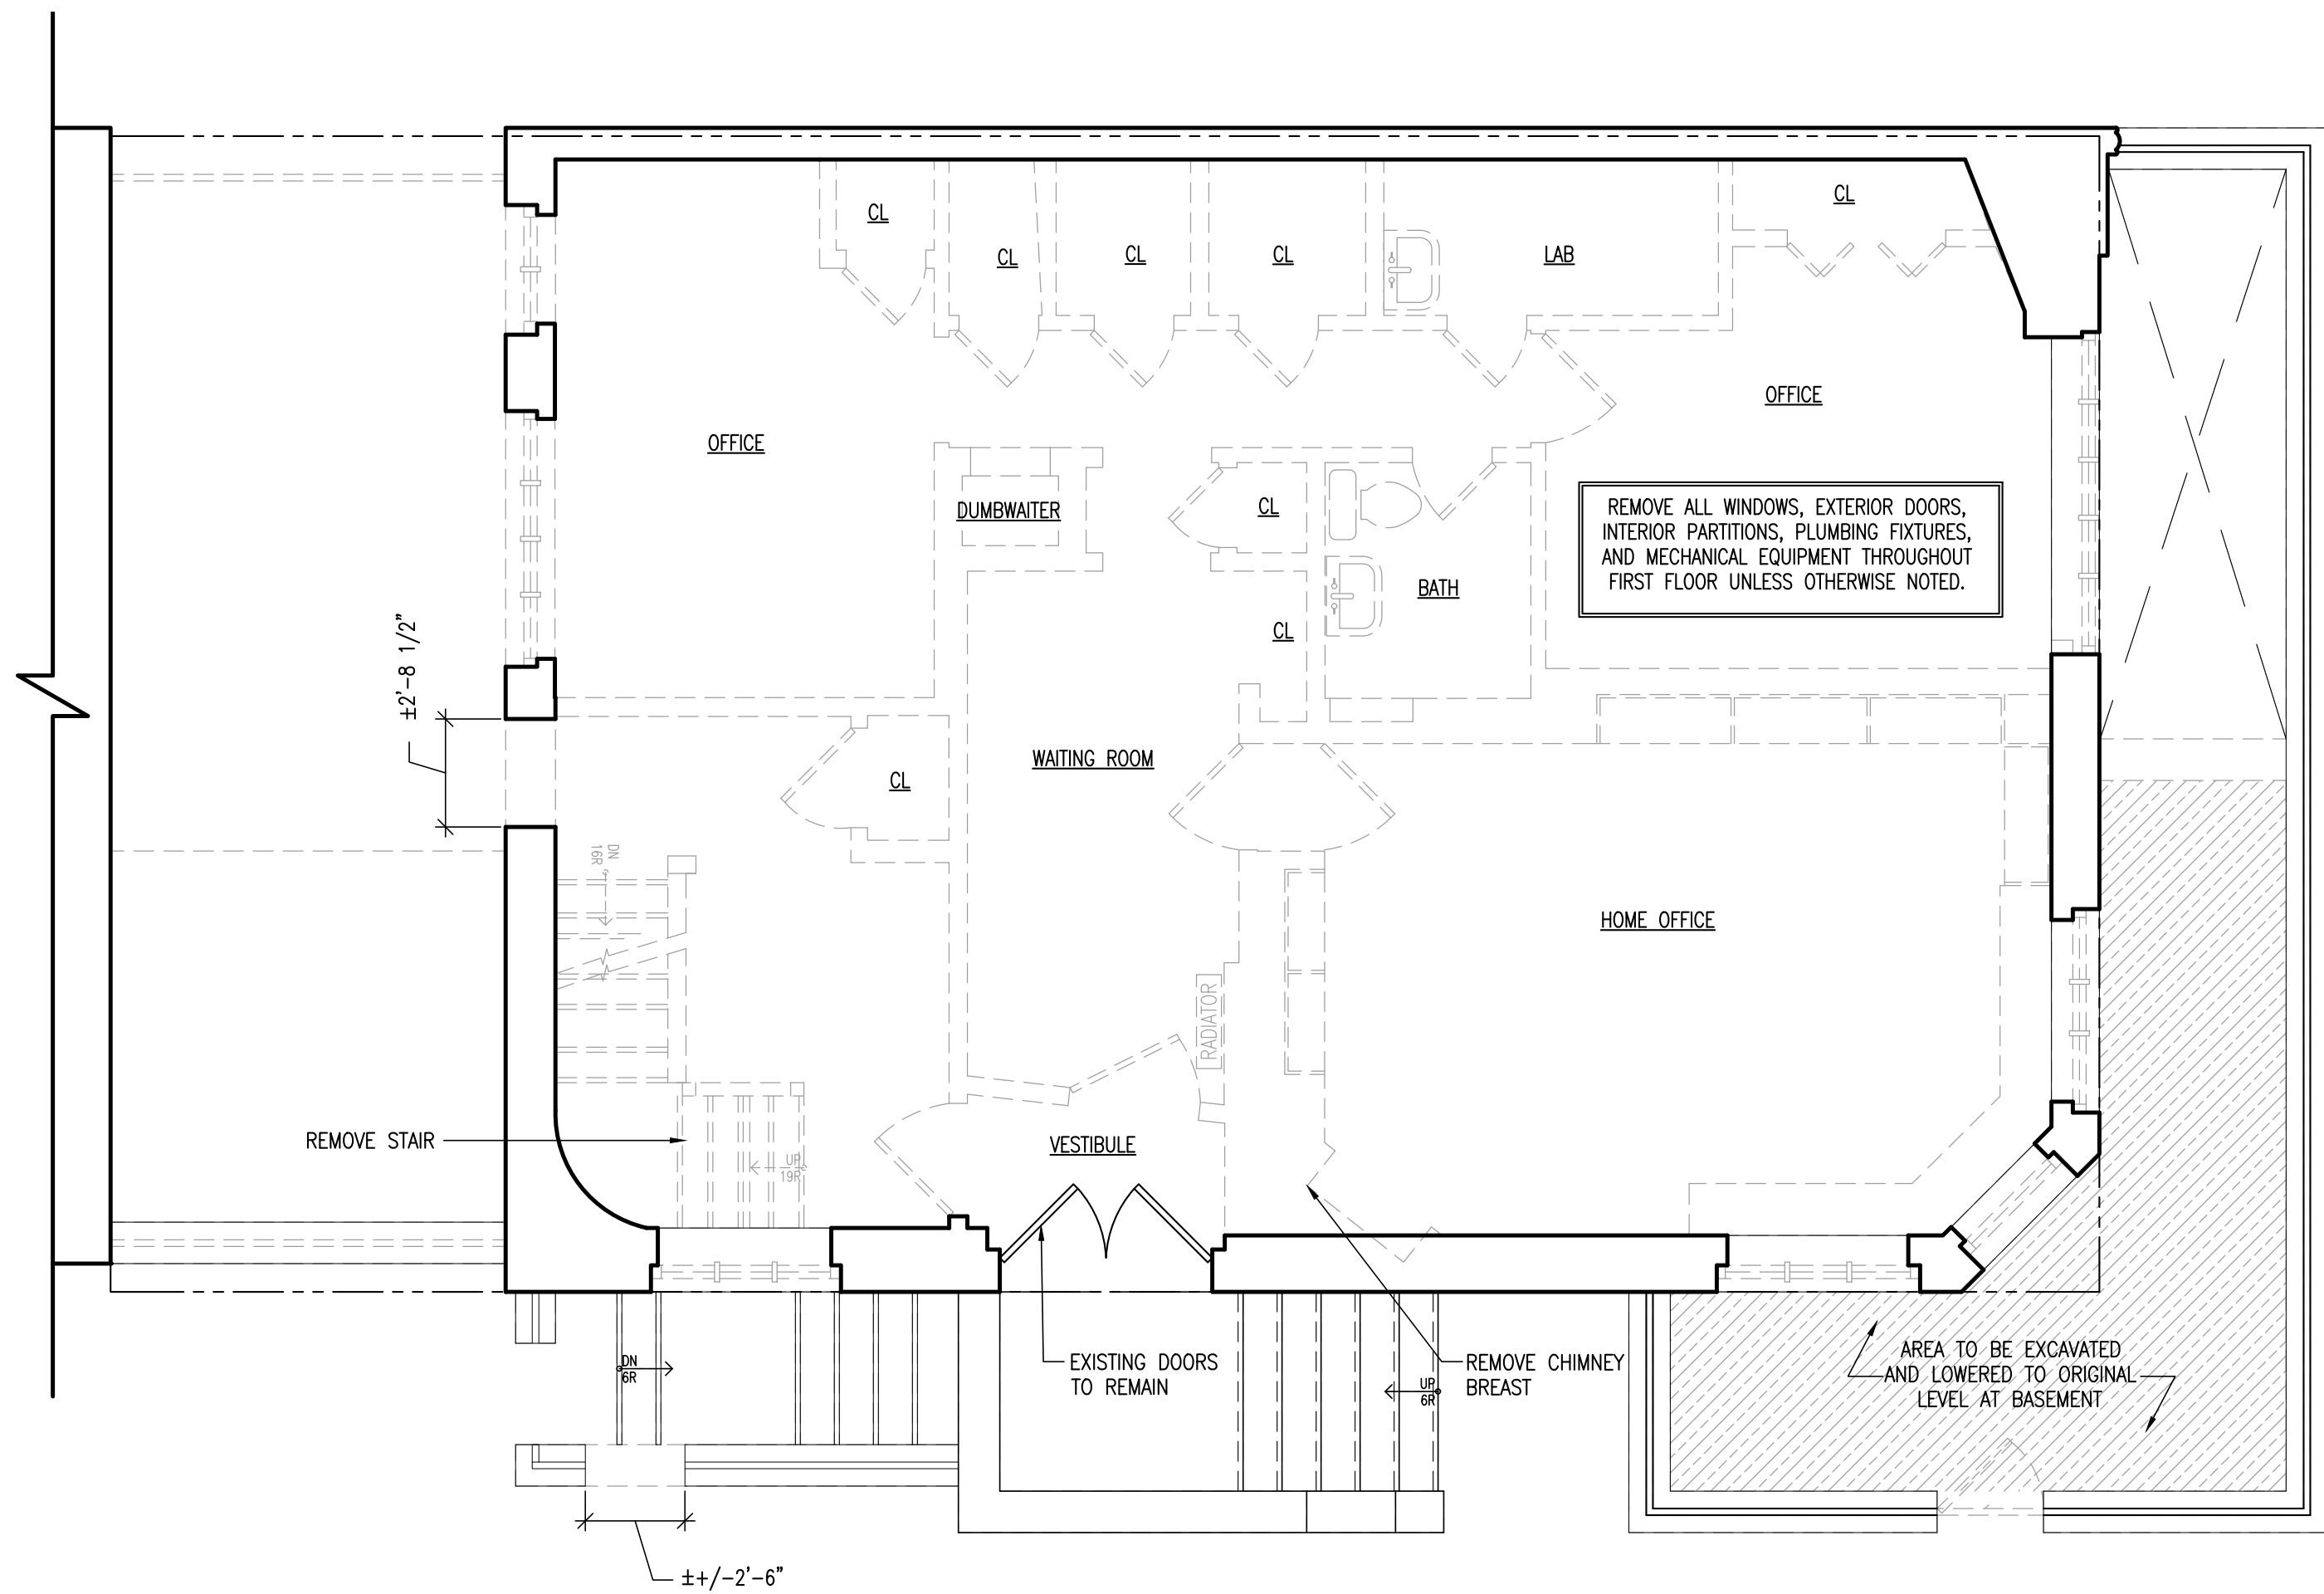 CL
CL
CL
CL
CL
LAB
OFFICE
OFFICE
DUMBWAITER
CL
REMOVE ALL WINDOWS, EXTERIOR DOORS,
INTERIOR PARTITIONS, PLUMBING FIXTURES,
AND MECHANICAL EQUIPMENT THROUGHOUT
FIRST FLOOR UNLESS OTHERWISE NOTED.
BATH
CL
±2'-8 1/2"
WAITING ROOM
CL
DN
16R
HOME OFFICE
RADIATOR
REMOVE STAIR
VESTIBULE
UP
19R
DN
6R
EXISTING DOORS
TO REMAIN
UP
6R
REMOVE CHIMNEY
BREAST
AREA TO BE EXCAVATED
AND LOWERED TO ORIGINAL
LEVEL AT BASEMENT
±+/-2'-6"